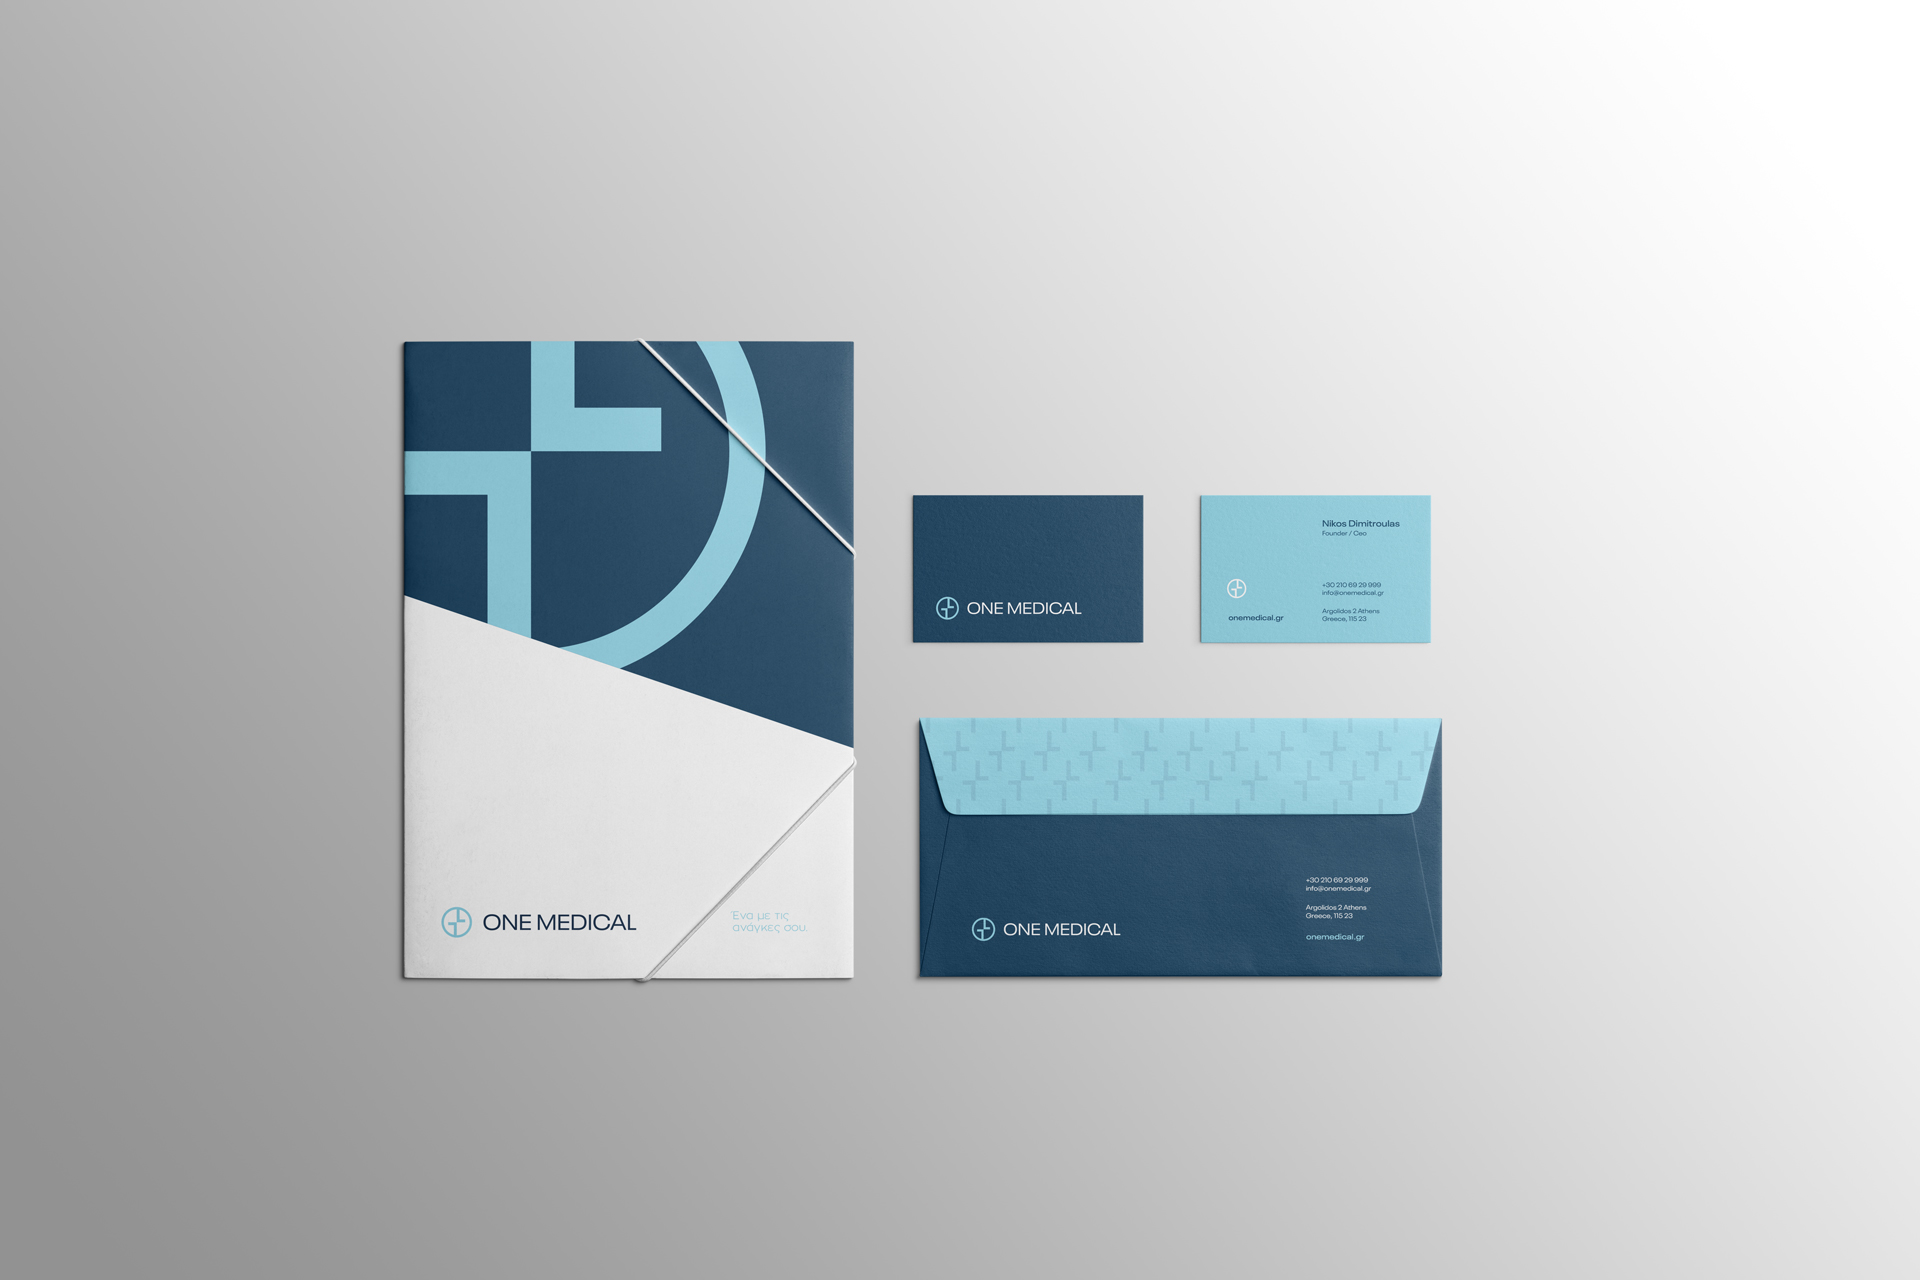 ONE MEDICAL
Ένα με τις
ανάγκες σου.
ONE MEDICAL
Nikos Dimitroulas
Founder / Ceo
+30 210 69 29 999
info@onemedical.gr
Argolidos 2 Athens
Greece, 115 23
onemedical.gr
ONE MEDICAL
+30 210 69 29 999
info@onemedical.gr
Argolidos 2 Athens
Greece, 115 23
onemedical.gr